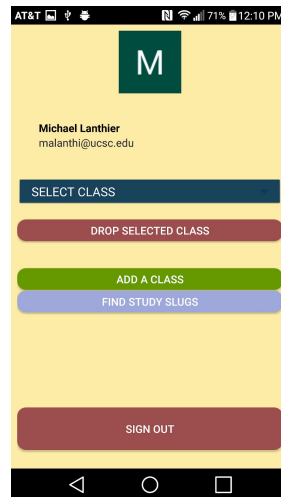 AT&T 71% 12:10 PM
M
Michael Lanthier
malanthi@ucsc.edu
SELECT CLASS
DROP SELECTED CLASS
ADD A CLASS
FIND STUDY SLUGS
SIGN OUT